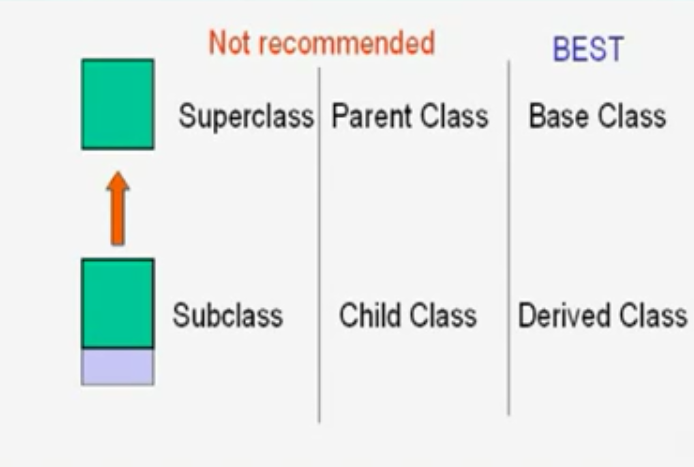 Not recommended BEST
Superclass Parent Class Base Class
Subclass Child Class Derived Class